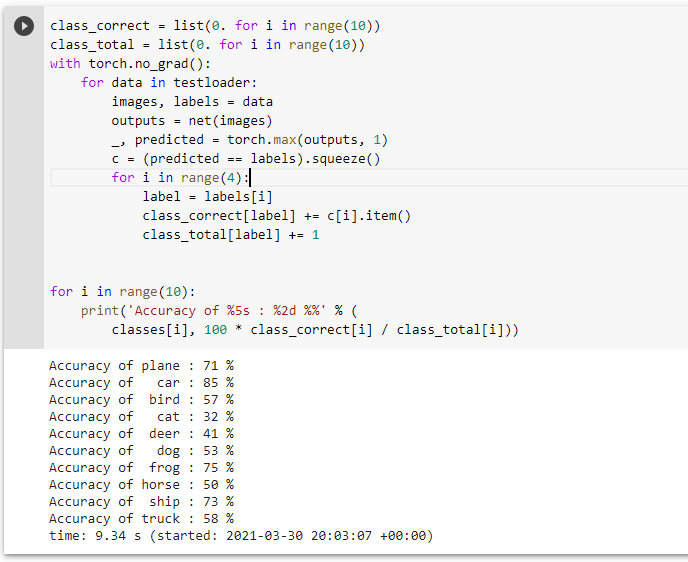 class_correct = list(0. for i in range(10))
class_total = list(0. for i in range(10))
with torch.no_grad():
    for data in testloader:
        images, labels = data
        outputs = net(images)
        _, predicted = torch.max(outputs, 1)
        c = (predicted == labels).squeeze()
        for i in range(4):
            label = labels[i]
            class_correct[label] += c[i].item()
            class_total[label] += 1
for i in range(10):
    print('Accuracy of %5s : %2d %%' % (
        classes[i], 100 * class_correct[i] / class_total[i]))
Accuracy of plane : 71 %
Accuracy of   car : 85 %
Accuracy of  bird : 57 %
Accuracy of   cat : 32 %
Accuracy of  deer : 41 %
Accuracy of   dog : 53 %
Accuracy of  frog : 75 %
Accuracy of horse : 50 %
Accuracy of  ship : 73 %
Accuracy of truck : 58 %
time: 9.34 s (started: 2021-03-30 20:03:07 +00:00)